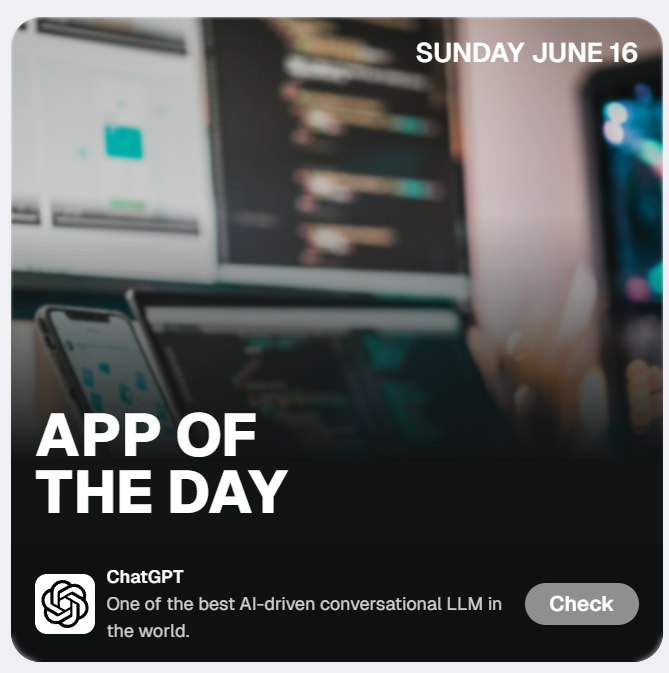 SUNDAY JUNE 16
APP OF
THE DAY
ChatGPT
One of the best AI-driven conversational LLM in
the world.
Check